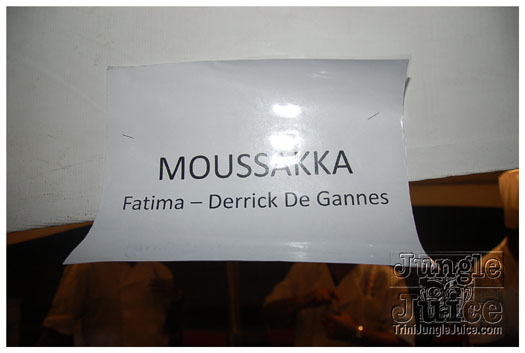 MOUSSAKKA
Fatima – Derrick De Gannes
Jungle
Juice
TriniJungleJuice.com